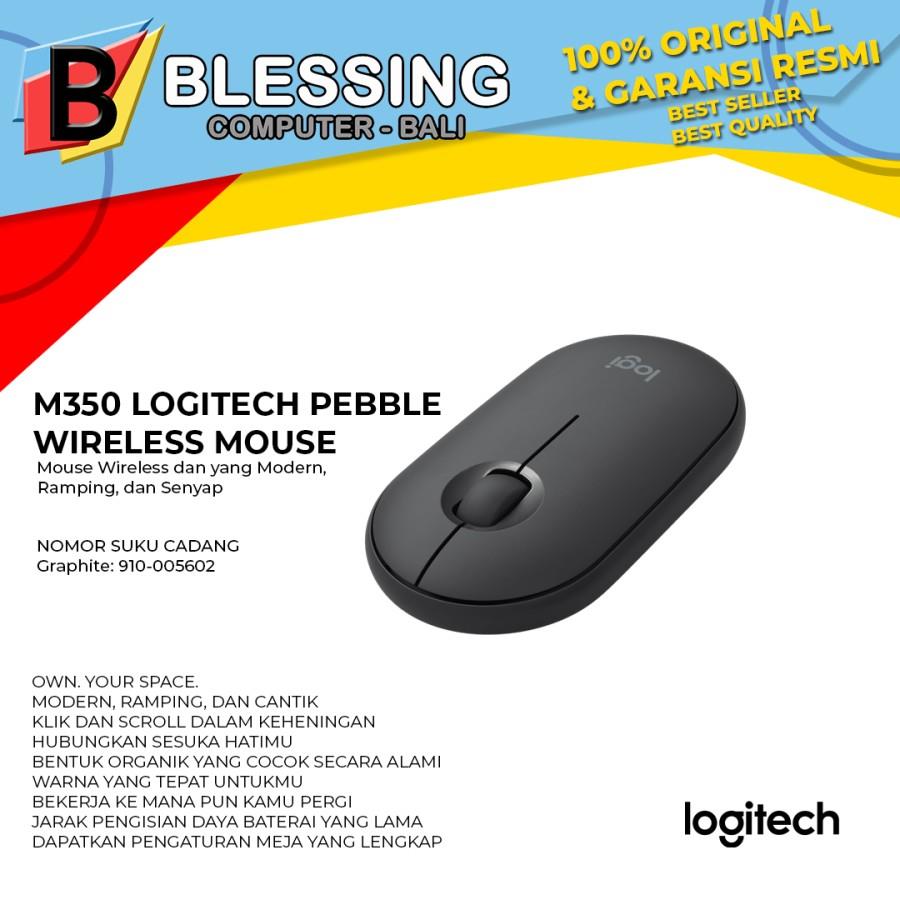 B BLESSING
COMPUTER - BALI
100% ORIGINAL
& GARANSI RESMI
BEST SELLER
BEST QUALITY
logi
M350 LOGITECH PEBBLE
WIRELESS MOUSE
Mouse Wireless dan yang Modern,
Ramping, dan Senyap
NOMOR SUKU CADANG
Graphite: 910-005602
OWN. YOUR SPACE.
MODERN, RAMPING, DAN CANTIK
KLIK DAN SCROLL DALAM KEHENINGAN
HUBUNGKAN SESUKA HATIMU
BENTUK ORGANIK YANG COCOK SECARA ALAMI
WARNA YANG TEPAT UNTUKMU
BEKERJA KE MANA PUN KAMU PERGI
JARAK PENGISIAN DAYA BATERAI YANG LAMA
DAPATKAN PENGATURAN MEJA YANG LENGKAP
logitech